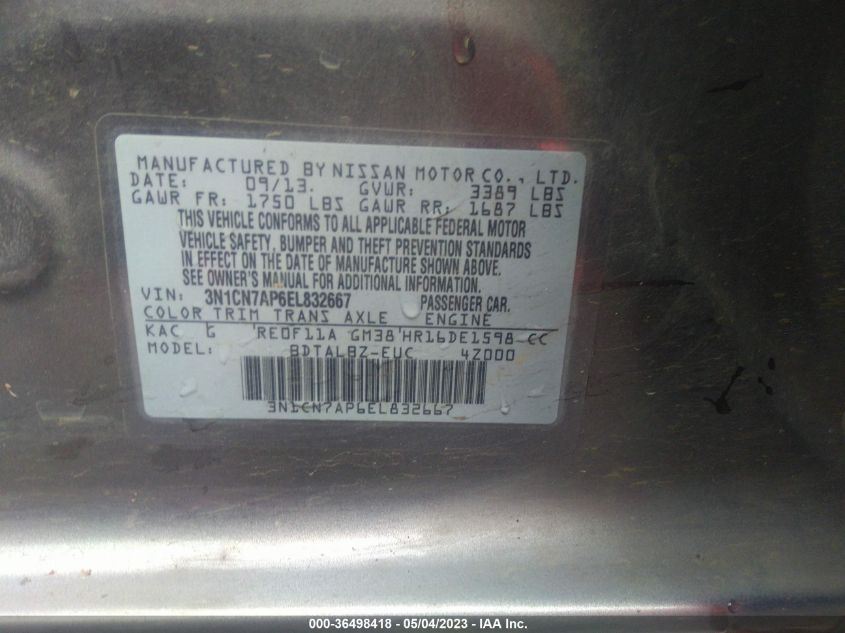 MANUFACTURED BY NISSAN MOTOR CO., LTD.
DATE: 09/13. GVWR: 3389 LBS
GAWR FR: 1750 LBS GAWR RR: 1687 LBS
THIS VEHICLE CONFORMS TO ALL APPLICABLE FEDERAL MOTOR
VEHICLE SAFETY, BUMPER AND THEFT PREVENTION STANDARDS
IN EFFECT ON THE DATE OF MANUFACTURE SHOWN ABOVE.
SEE OWNER'S MANUAL FOR ADDITIONAL INFORMATION.
VIN: 3N1CN7AP6EL832667 PASSENGER CAR.
COLOR TRIM TRANS AXLE ENGINE
KAC G RE0F11A GM38 HR16DE1598 CC
MODEL: BDTALBZ-EUC 4Z000
3N1CN7AP6EL832667
000-36498418 - 05/04/2023 - IAA Inc.